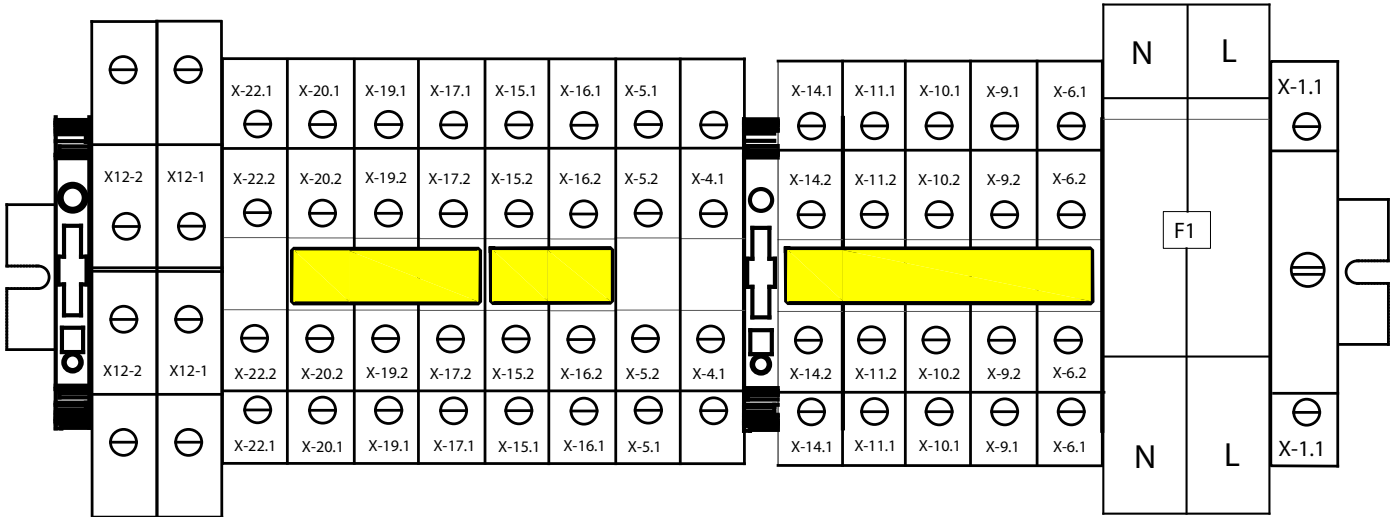 N L
X-22.1 X-20.1 X-19.1 X-17.1 X-15.1 X-16.1 X-5.1 X-14.1 X-11.1 X-10.1 X-9.1 X-6.1 X-1.1
X12-2 X12-1 X-22.2 X-20.2 X-19.2 X-17.2 X-15.2 X-16.2 X-5.2 X-4.1 X-14.2 X-11.2 X-10.2 X-9.2 X-6.2
F1
X12-2 X12-1 X-22.2 X-20.2 X-19.2 X-17.2 X-15.2 X-16.2 X-5.2 X-4.1 X-14.2 X-11.2 X-10.2 X-9.2 X-6.2
X-22.1 X-20.1 X-19.1 X-17.1 X-15.1 X-16.1 X-5.1 X-14.1 X-11.1 X-10.1 X-9.1 X-6.1 N L X-1.1